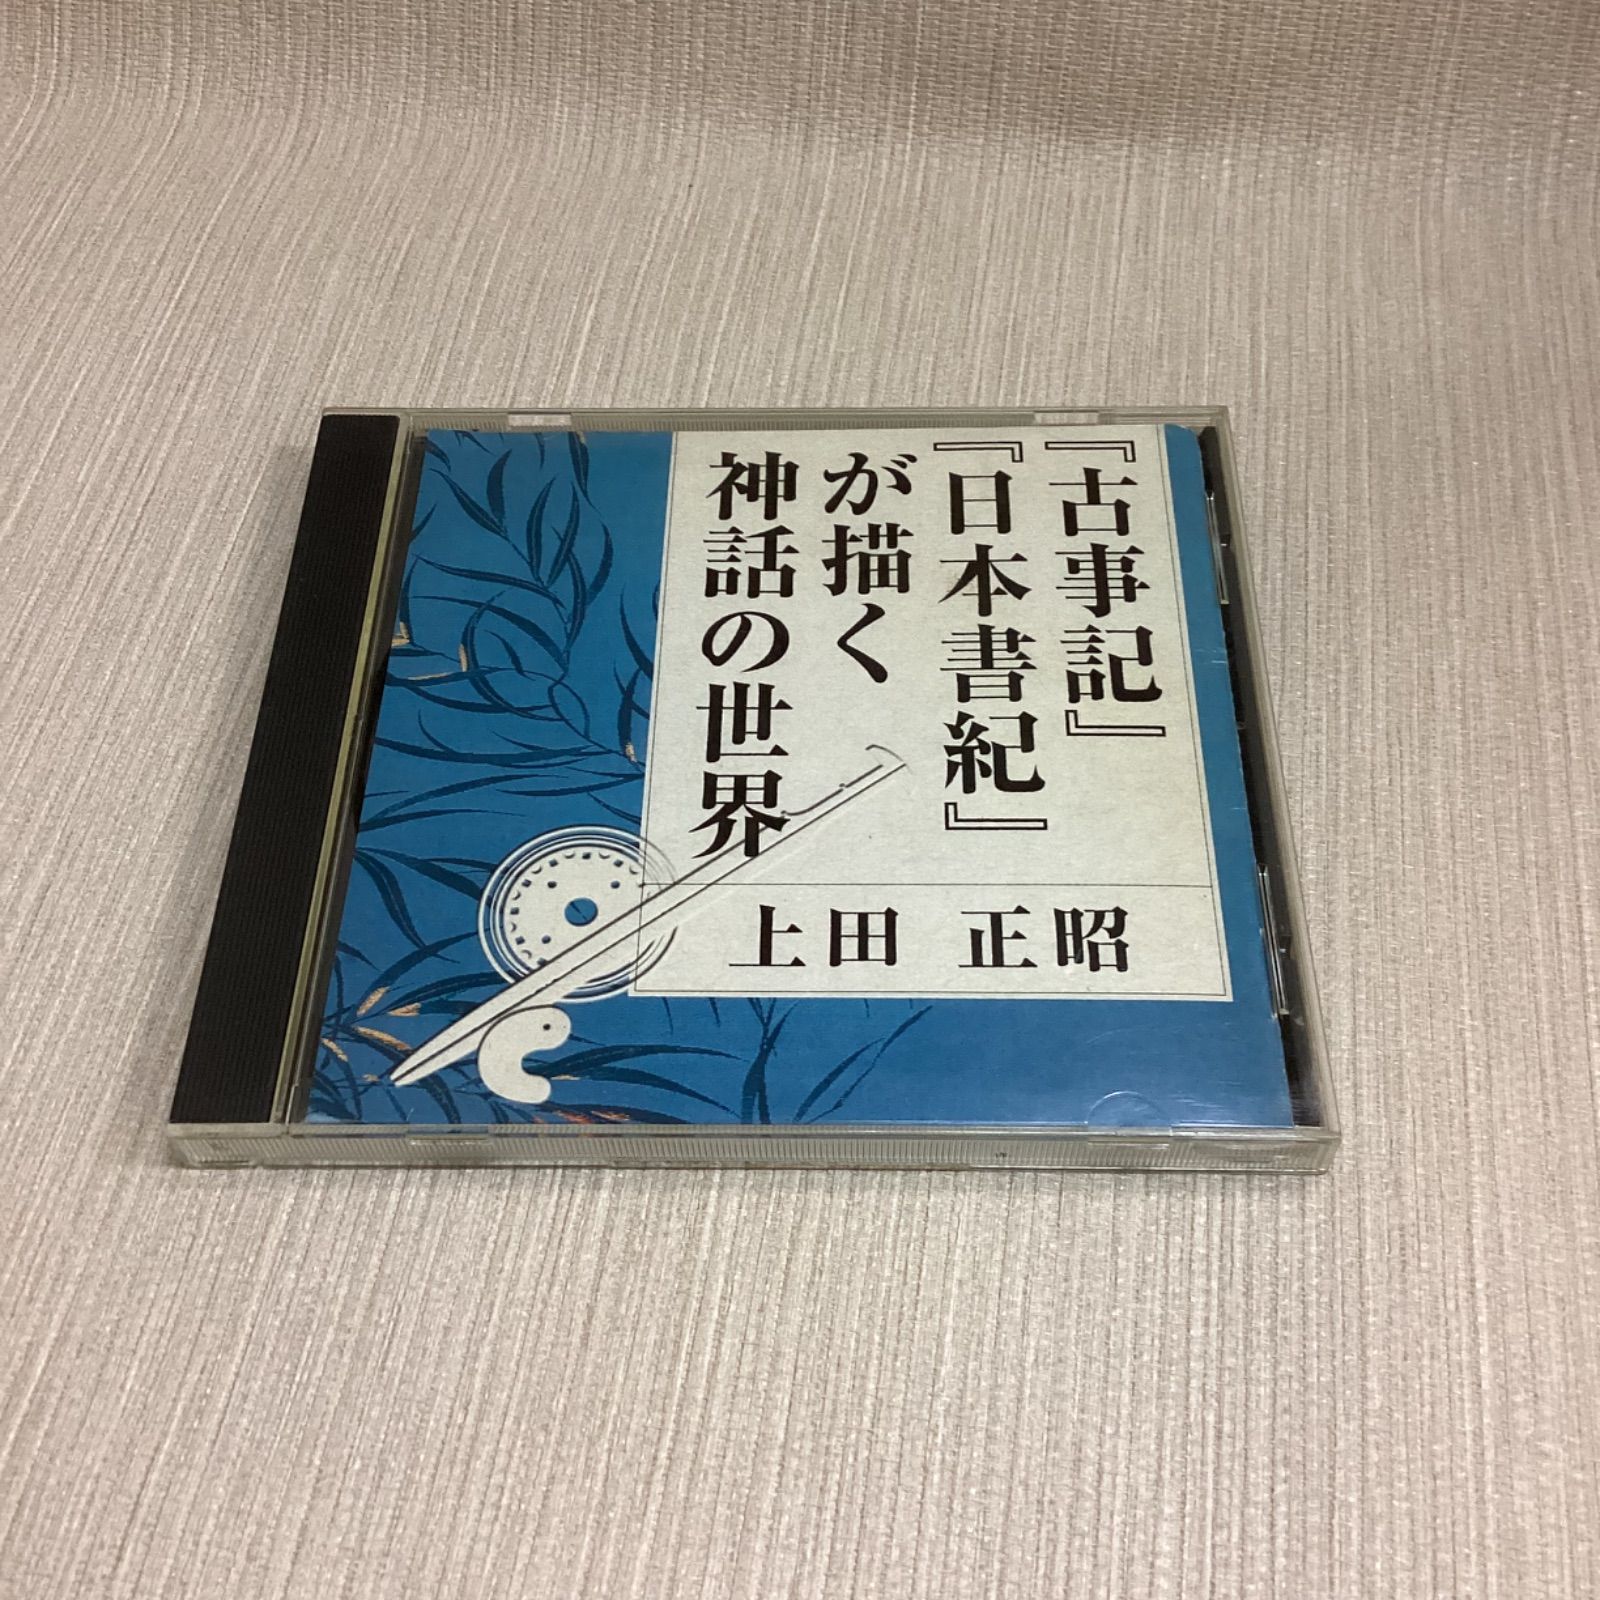 『古事記』
『日本書紀』
が描く
神話の世界
上田 正昭